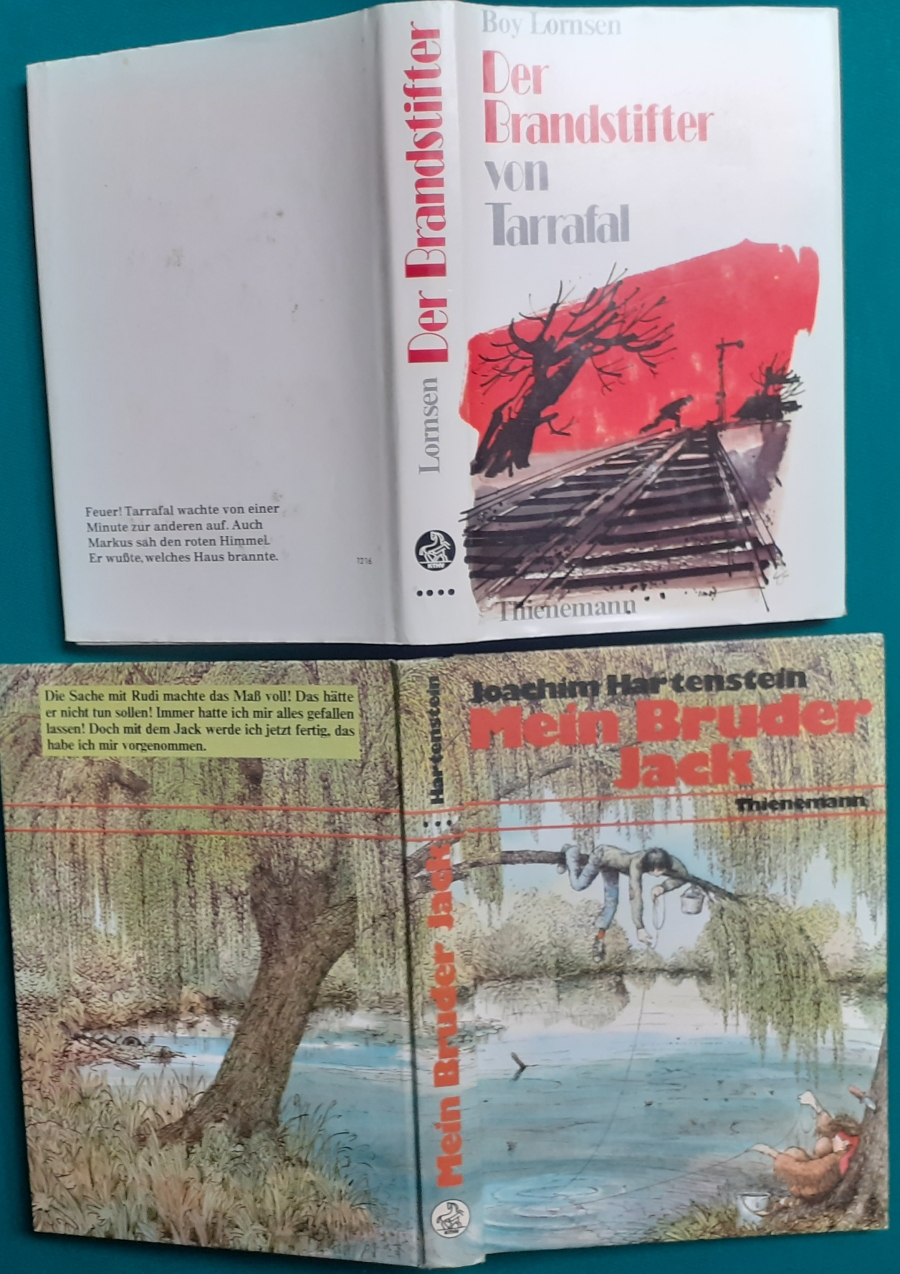 Boy Lornsen
Der
Brandstifter
von
Tarrafal
Thienemann
Lornsen Der Brandstifter
KTHV
Feuer! Tarrafal wachte von einer
Minute zur anderen auf. Auch
Markus sah den roten Himmel.
Er wußte, welches Haus brannte.
1216
Die Sache mit Rudi machte das Maß voll! Das hätte
er nicht tun sollen! Immer hatte ich mir alles gefallen
lassen! Doch mit dem Jack werde ich jetzt fertig, das
habe ich mir vorgenommen.
Mein Bruder Jack Hartenstein
KTHV
Joachim Hartenstein
Mein Bruder
Jack
Thienemann